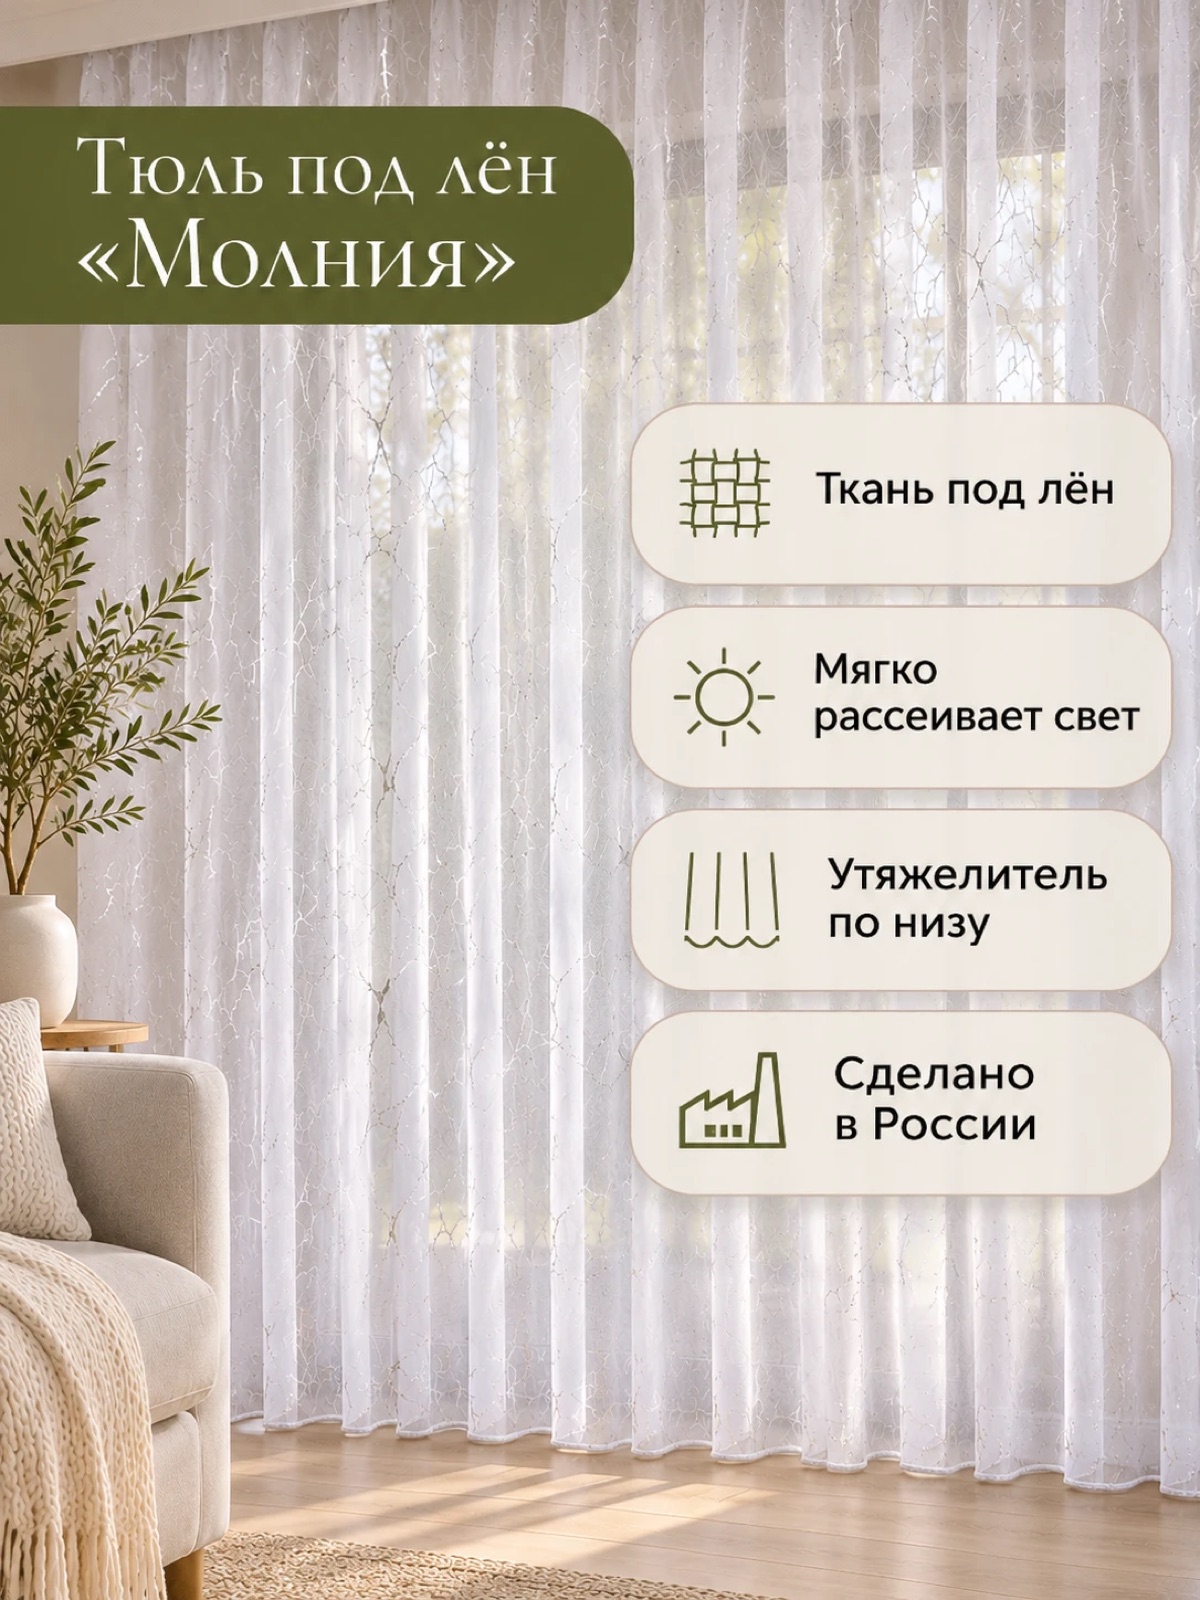 Тюль под лён
«Молния»
Ткань под лён
Мягко
рассеивает свет
Утяжелитель
по низу
Сделано
в России